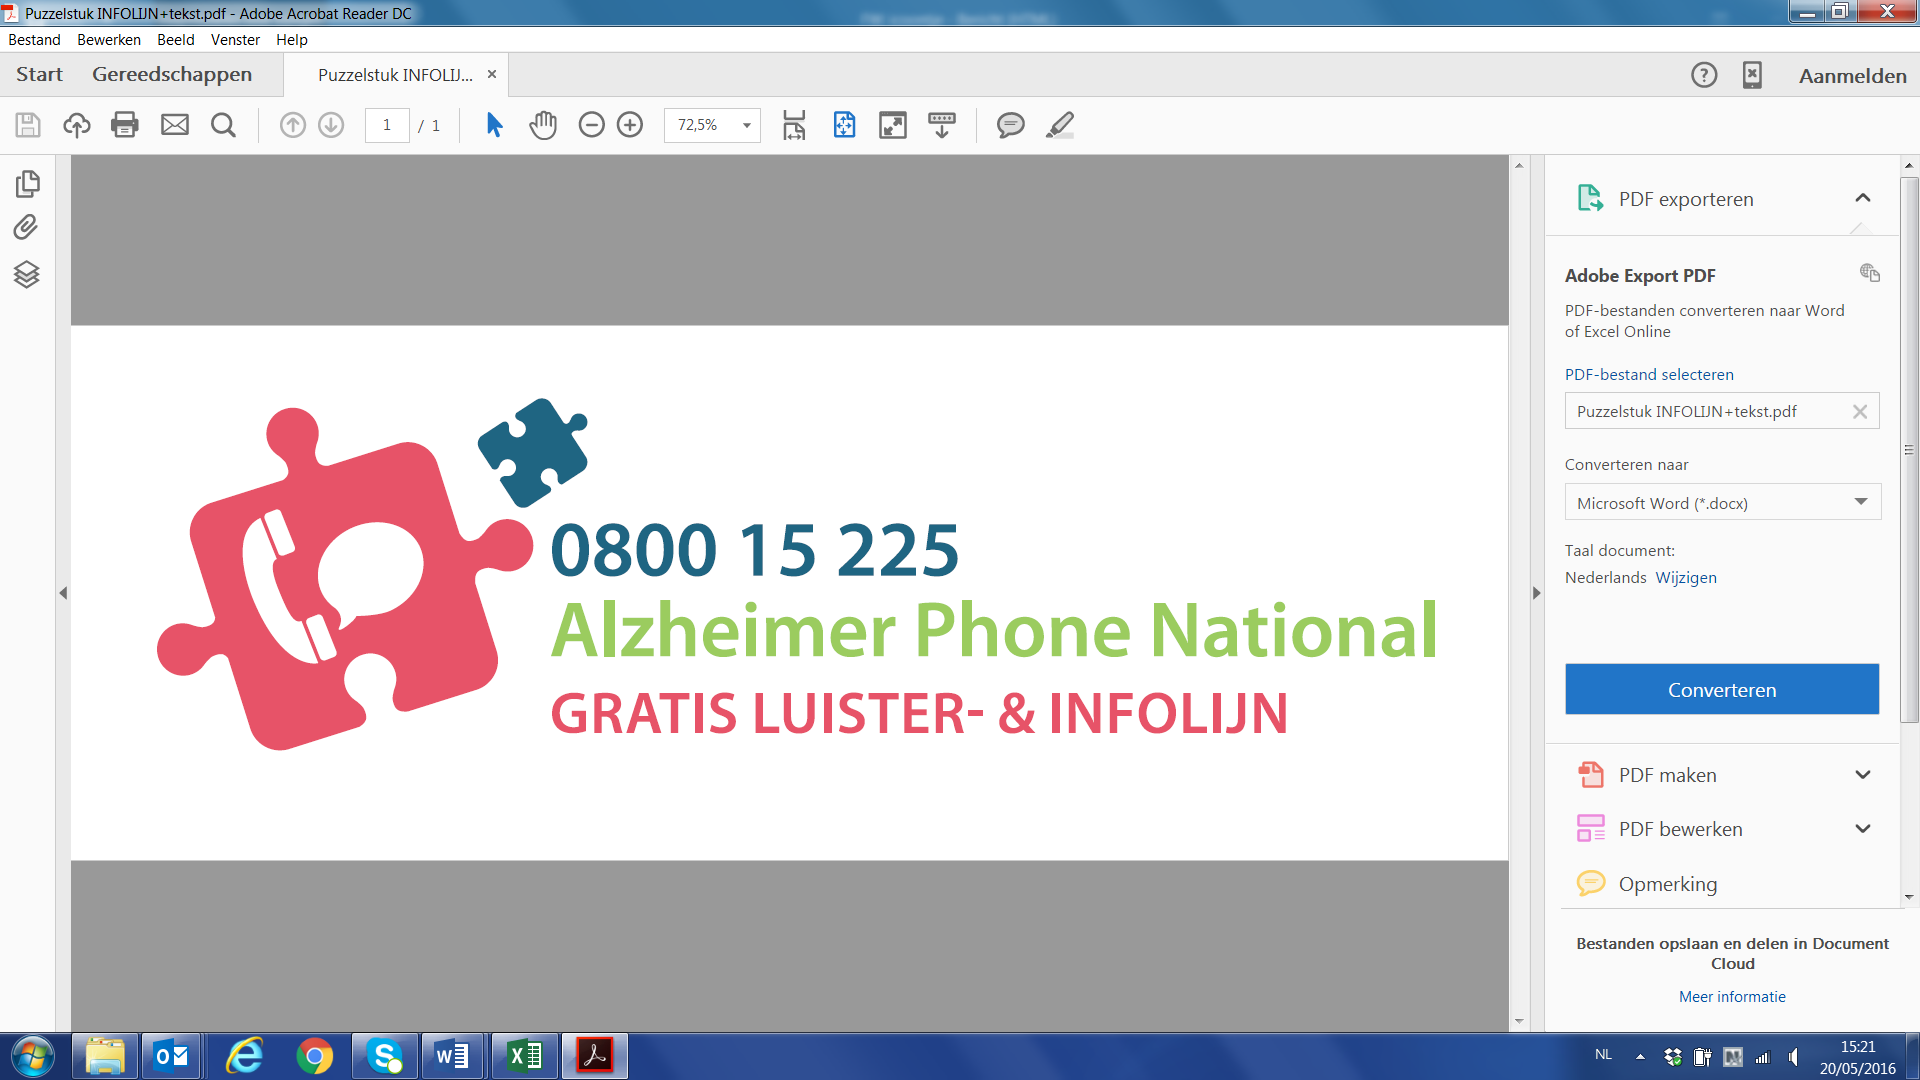 Puzzelstuk INFOLIJN+tekst.pdf - Adobe Acrobat Reader DC
Bestand Bewerken Beeld Venster Help
Start Gereedschappen Puzzelstuk INFOLIJ... × Aanmelden
1 / 1 72,5%
PDF exporteren
Adobe Export PDF
PDF-bestanden converteren naar Word
of Excel Online
PDF-bestand selecteren
Puzzelstuk INFOLIJN+tekst.pdf
Converteren naar
Microsoft Word (*.docx)
Taal document:
Nederlands Wijzigen
Converteren
PDF maken
PDF bewerken
Opmerking
Bestanden opslaan en delen in Document
Cloud
Meer informatie
0800 15 225
Alzheimer Phone National
GRATIS LUISTER- & INFOLIJN
NL
15:21
20/05/2016